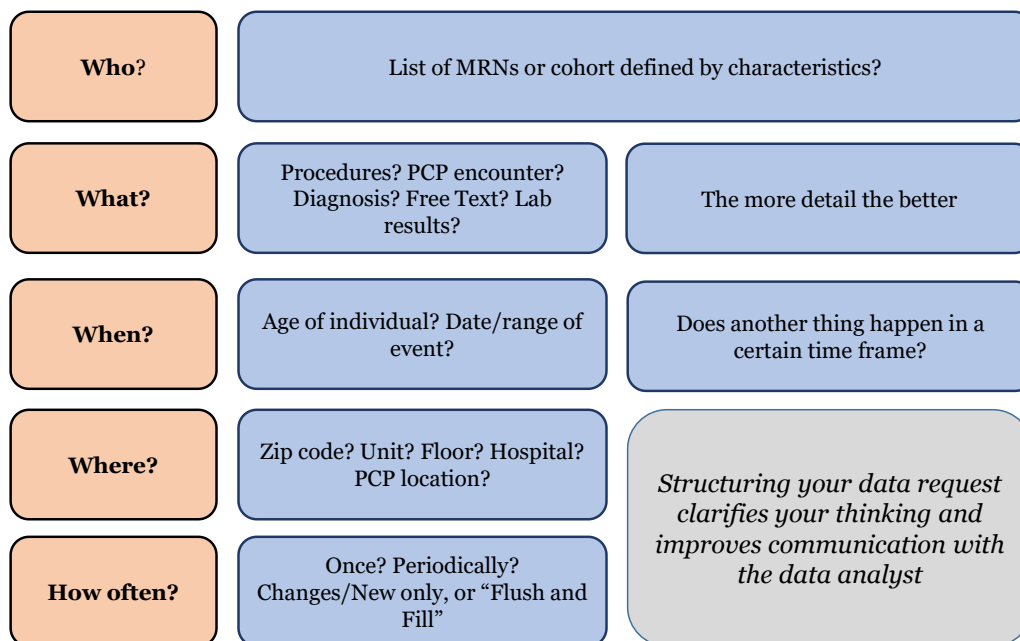 Who?
List of MRNs or cohort defined by characteristics?
What?
Procedures? PCP encounter?
Diagnosis? Free Text? Lab
results?
The more detail the better
When?
Age of individual? Date/range of
event?
Does another thing happen in a
certain time frame?
Where?
Zip code? Unit? Floor? Hospital?
PCP location?
Structuring your data request
clarifies your thinking and
improves communication with
the data analyst
How often?
Once? Periodically?
Changes/New only, or “Flush and
Fill”